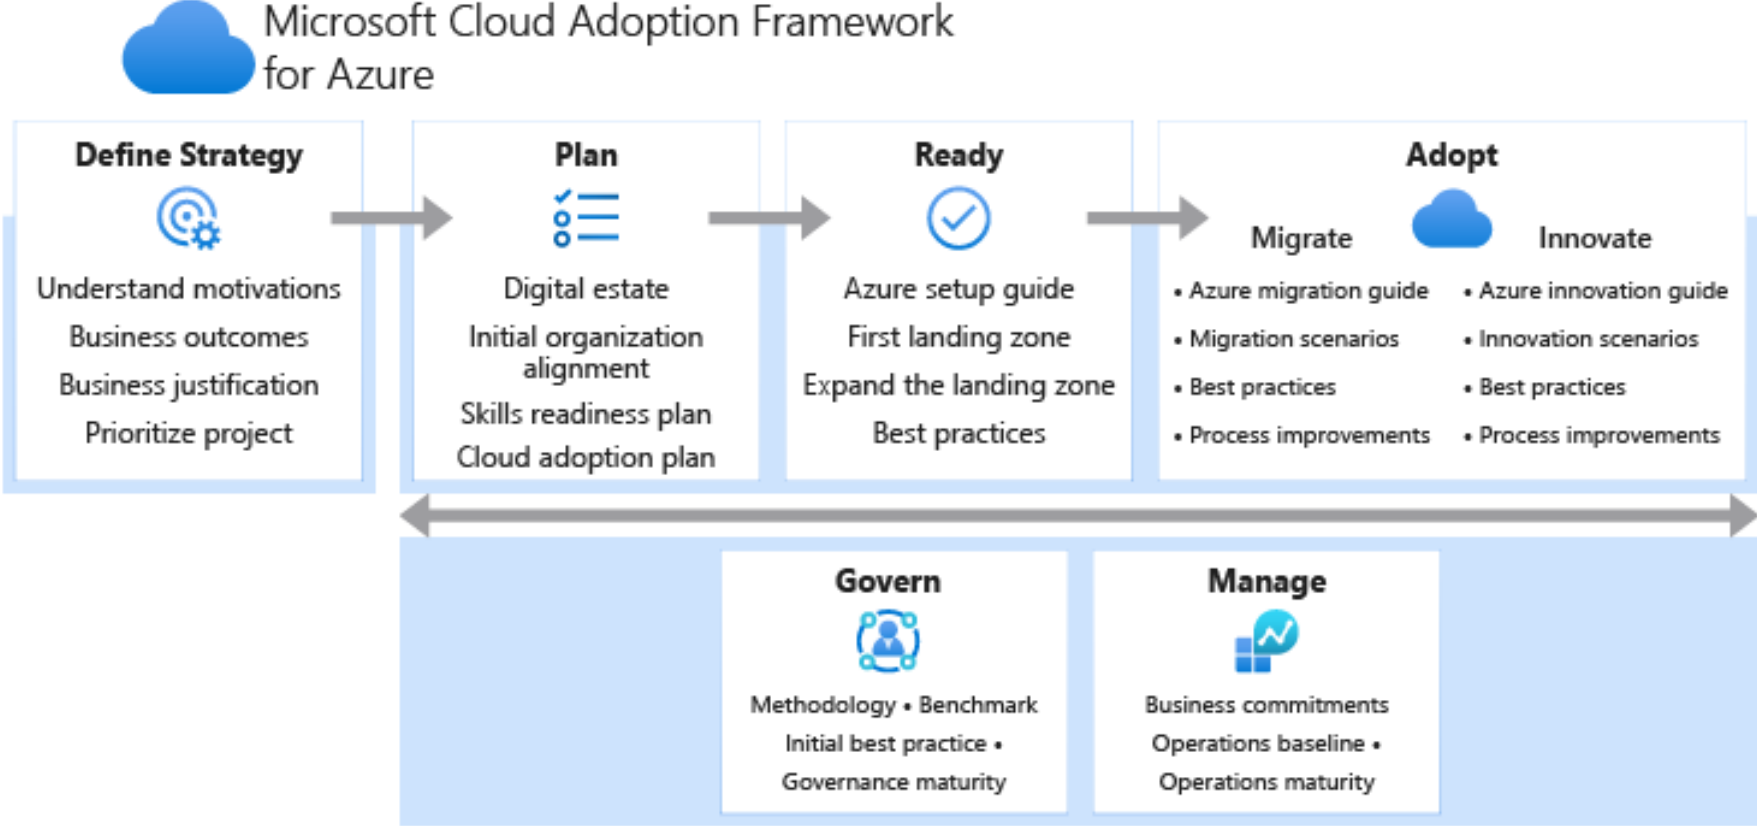 Microsoft Cloud Adoption Framework
for Azure
Define Strategy
Understand motivations
Business outcomes
Business justification
Prioritize project
Plan
Digital estate
Initial organization
alignment
Skills readiness plan
Cloud adoption plan
Ready
Azure setup guide
First landing zone
Expand the landing zone
Best practices
Adopt
Migrate
• Azure migration guide
• Migration scenarios
• Best practices
• Process improvements
Innovate
• Azure innovation guide
• Innovation scenarios
• Best practices
• Process improvements
Govern
Methodology • Benchmark
Initial best practice •
Governance maturity
Manage
Business commitments
Operations baseline •
Operations maturity